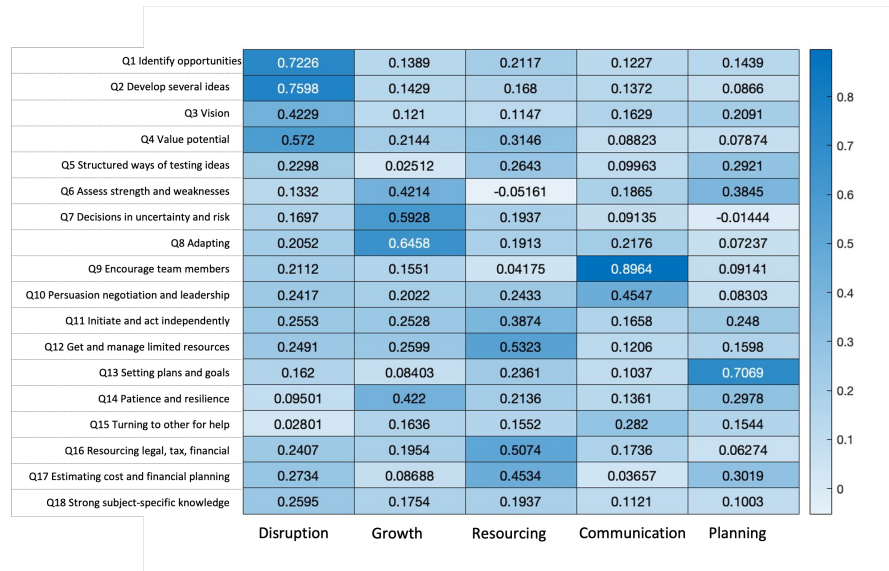 Q1 Identify opportunities 0.7226 0.1389 0.2117 0.1227 0.1439
Q2 Develop several ideas 0.7598 0.1429 0.168 0.1372 0.0866
Q3 Vision 0.4229 0.121 0.1147 0.1629 0.2091
Q4 Value potential 0.572 0.2144 0.3146 0.08823 0.07874
Q5 Structured ways of testing ideas 0.2298 0.02512 0.2643 0.09963 0.2921
Q6 Assess strength and weaknesses 0.1332 0.4214 -0.05161 0.1865 0.3845
Q7 Decisions in uncertainty and risk 0.1697 0.5928 0.1937 0.09135 -0.01444
Q8 Adapting 0.2052 0.6458 0.1913 0.2176 0.07237
Q9 Encourage team members 0.2112 0.1551 0.04175 0.8964 0.09141
Q10 Persuasion negotiation and leadership 0.2417 0.2022 0.2433 0.4547 0.08303
Q11 Initiate and act independently 0.2553 0.2528 0.3874 0.1658 0.248
Q12 Get and manage limited resources 0.2491 0.2599 0.5323 0.1206 0.1598
Q13 Setting plans and goals 0.162 0.08403 0.2361 0.1037 0.7069
Q14 Patience and resilience 0.09501 0.422 0.2136 0.1361 0.2978
Q15 Turning to other for help 0.02801 0.1636 0.1552 0.282 0.1544
Q16 Resourcing legal, tax, financial 0.2407 0.1954 0.5074 0.1736 0.06274
Q17 Estimating cost and financial planning 0.2734 0.08688 0.4534 0.03657 0.3019
Q18 Strong subject-specific knowledge 0.2595 0.1754 0.1937 0.1121 0.1003
Disruption Growth Resourcing Communication Planning
0.8
0.7
0.6
0.5
0.4
0.3
0.2
0.1
0